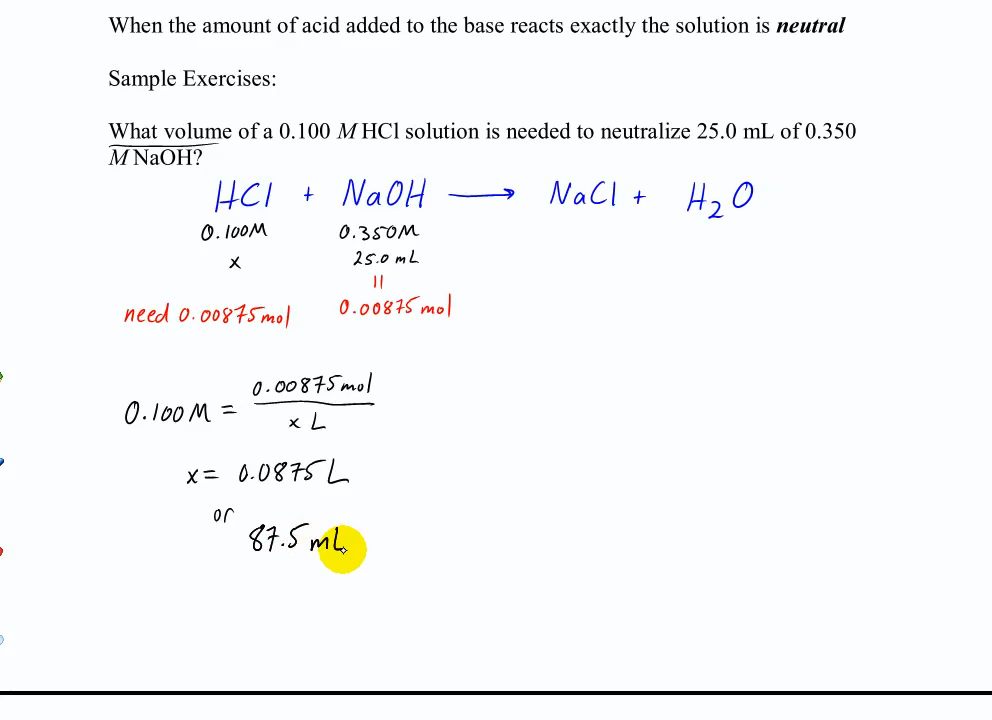 When the amount of acid added to the base reacts exactly the solution is neutral
Sample Exercises:
What volume of a 0.100 M HCl solution is needed to neutralize 25.0 mL of 0.350
M NaOH?
HCl + NaOH → NaCl + H₂O
0.100M 0.350M
x 25.0 mL
=
need 0.00875 mol 0.00875 mol
0.00875 mol
0.100 M =
x L
x = 0.0875 L
or
87.5 mL